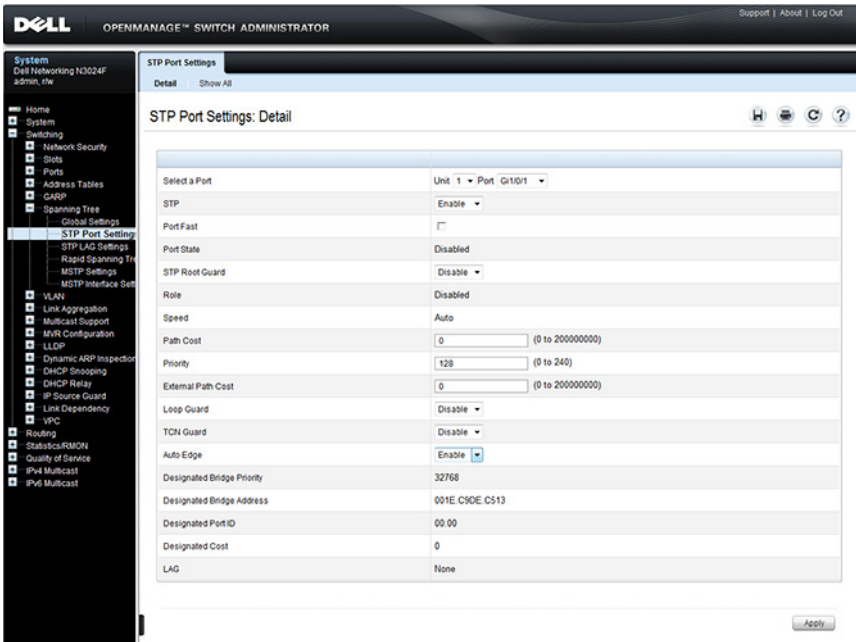 Support | About | Log Out
DELL OPENMANAGE™ SWITCH ADMINISTRATOR
System
Dell Networking N3024F
admin, r/w
Home
System
Switching
Network Security
Slots
Ports
Address Tables
GARP
Spanning Tree
Global Settings
STP Port Setting
STP LAG Settings
Rapid Spanning Tre
MSTP Settings
MSTP Interface Sett
VLAN
Link Aggregation
Multicast Support
MVR Configuration
LLDP
Dynamic ARP Inspection
DHCP Snooping
DHCP Relay
IP Source Guard
Link Dependency
VPC
Routing
Statistics/RMON
Quality of Service
IPv4 Multicast
IPv6 Multicast
STP Port Settings
Detail Show All
STP Port Settings: Detail
Select a Port Unit 1 Port Gi1/0/1
STP Enable
Port Fast
Port State Disabled
STP Root Guard Disable
Role Disabled
Speed Auto
Path Cost 0 (0 to 200000000)
Priority 128 (0 to 240)
External Path Cost 0 (0 to 200000000)
Loop Guard Disable
TCN Guard Disable
Auto Edge Enable
Designated Bridge Priority 32768
Designated Bridge Address 001E.C9DE.C513
Designated Port ID 00:00
Designated Cost 0
LAG None
Apply